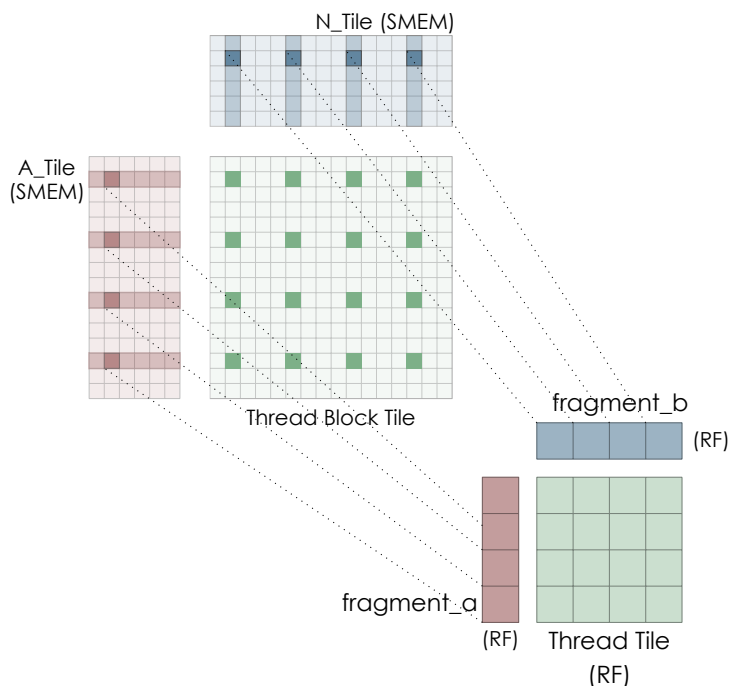 N_Tile (SMEM)
A_Tile
(SMEM)
Thread Block Tile
fragment_b
(RF)
fragment_a
(RF)
Thread Tile
(RF)